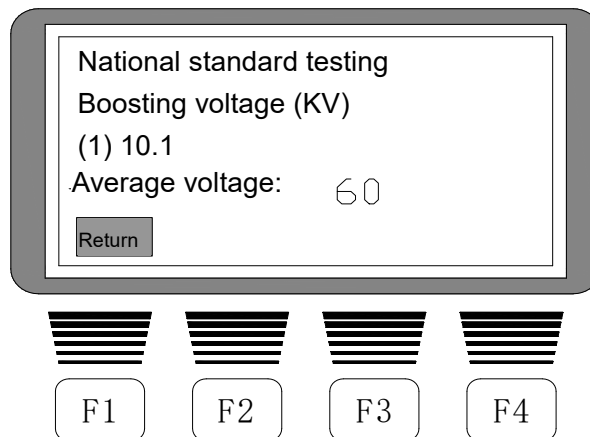 National standard testing
Boosting voltage (KV)
(1) 10.1
Average voltage: 60
Return
F1 F2 F3 F4